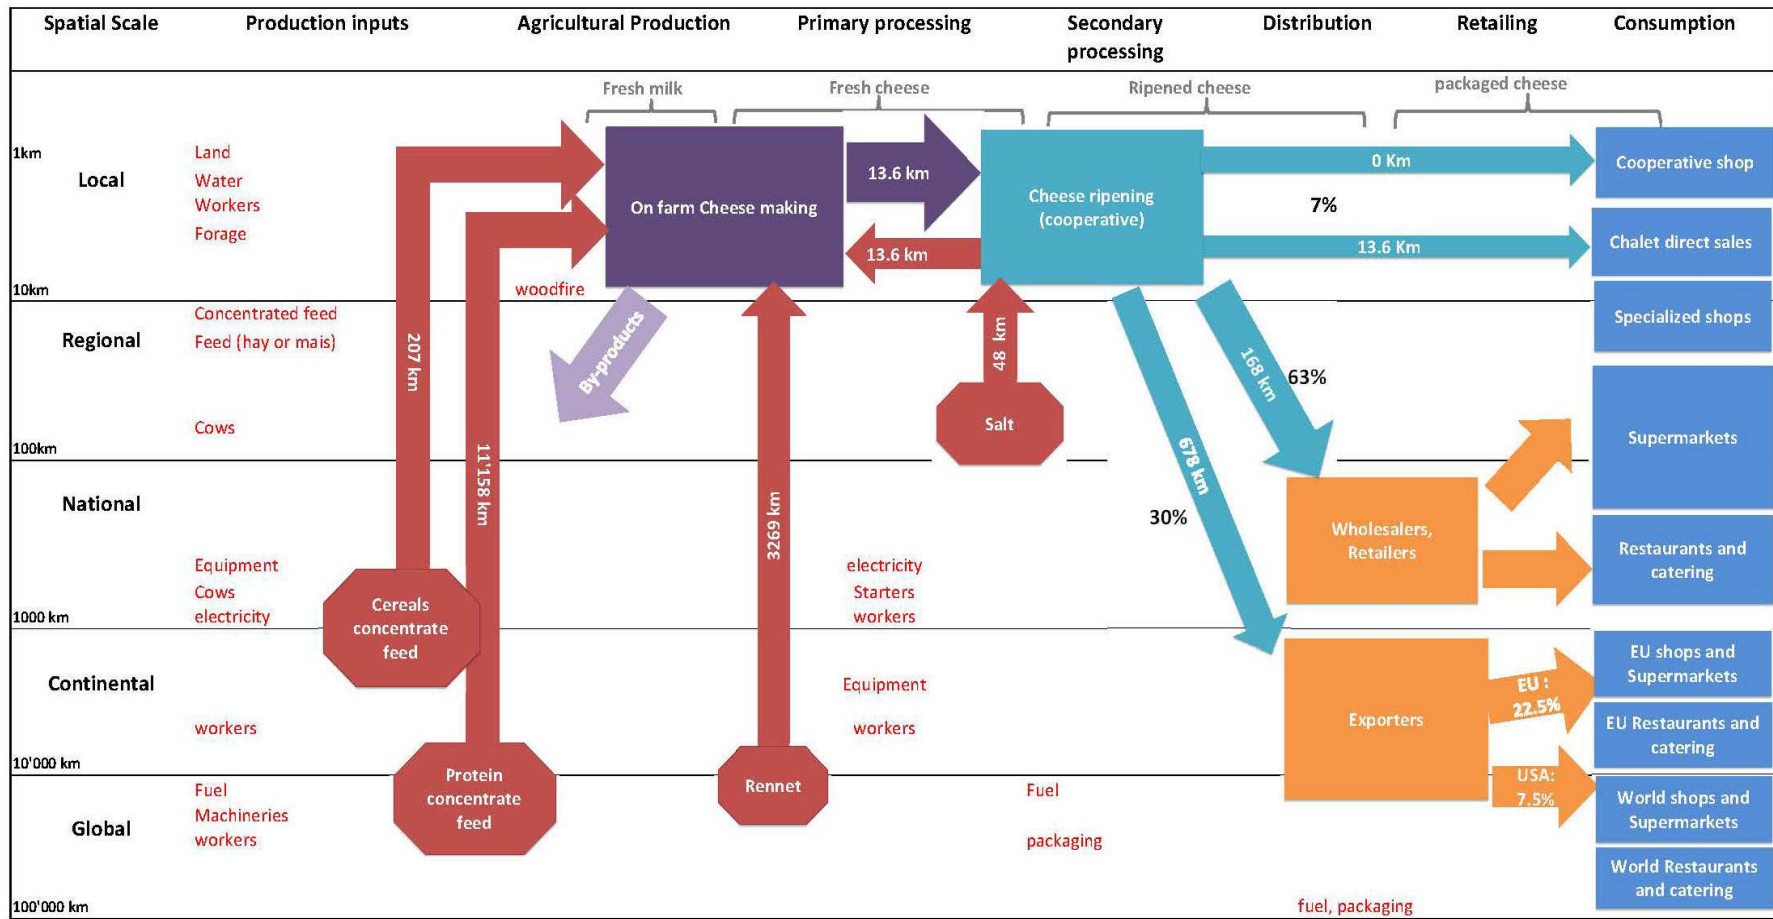 Spatial Scale
Production inputs
Agricultural Production
Primary processing
Secondary
processing
Distribution
Retailing
Consumption
Fresh milk
Fresh cheese
Ripened cheese
packaged cheese
1km
Local
Land
Water
Workers
Forage
On farm Cheese making
13.6 km
13.6 km
Cheese ripening
(cooperative)
0 Km
7%
13.6 Km
Cooperative shop
Chalet direct sales
woodfire
10km
Regional
Concentrated feed
Feed (hay or mais)
Cows
207 km
11'158 km
By-products
3269 km
48 km
Salt
168 km
63%
678 km
30%
Specialized shops
Supermarkets
100km
National
Equipment
Cows
electricity
Cereals
concentrate
feed
electricity
Starters
workers
Wholesalers,
Retailers
Restaurants and
catering
1000 km
Continental
workers
Equipment
workers
Exporters
EU :
22.5%
EU shops and
Supermarkets
EU Restaurants and
catering
10'000 km
Global
Fuel
Machineries
workers
Protein
concentrate
feed
Rennet
Fuel
packaging
USA:
7.5%
World shops and
Supermarkets
World Restaurants
and catering
100'000 km
fuel, packaging